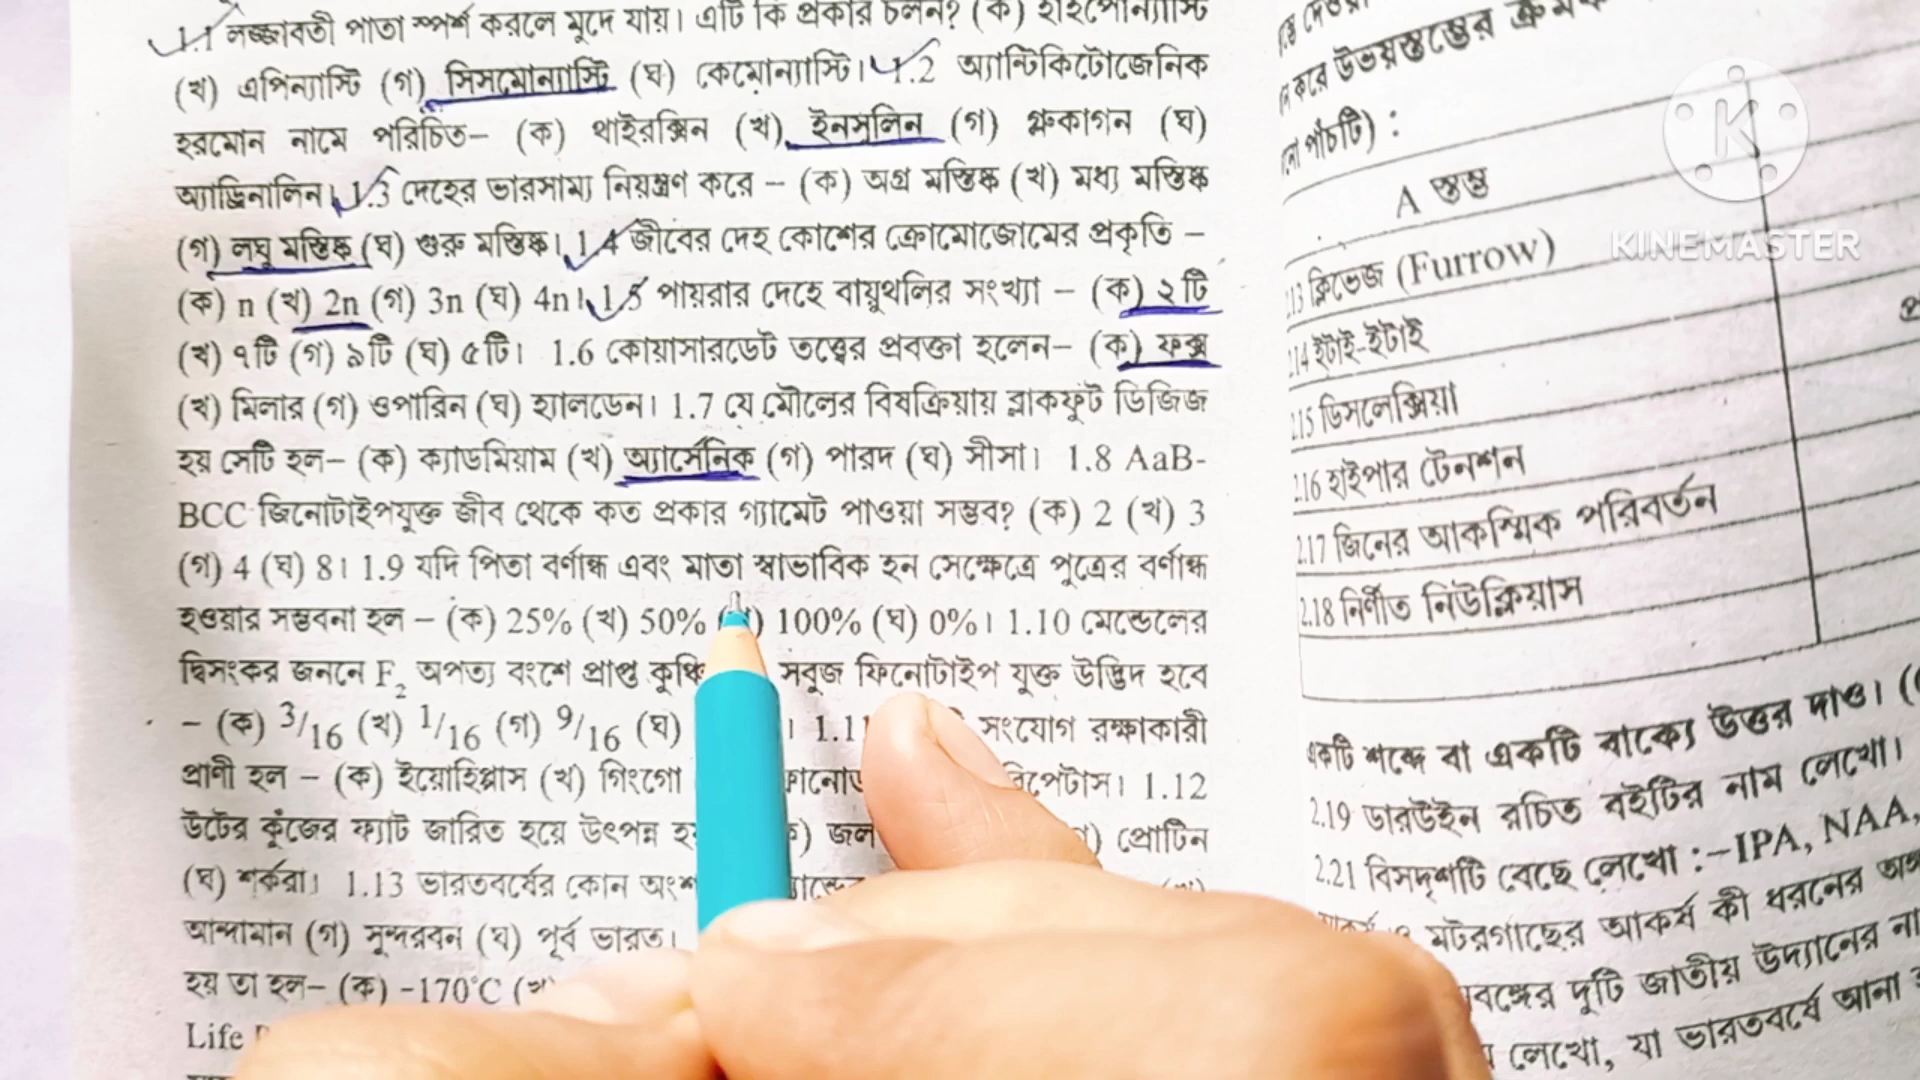 1.1 লজ্জাবতী পাতা স্পর্শ করলে মুদে যায়। এটি কি প্রকার চলন? (ক) হাইপোন্যাস্টি
(খ) এপিন্যাস্টি (গ) সিসমোন্যাস্টি (ঘ) কেমোন্যাস্টি। 1.2 অ্যান্টিকিটোজেনিক
হরমোন নামে পরিচিত– (ক) থাইরক্সিন (খ) ইনসুলিন (গ) গ্লুকাগন (ঘ)
অ্যাড্রিনালিন। 1.3 দেহের ভারসাম্য নিয়ন্ত্রণ করে – (ক) অগ্র মস্তিষ্ক (খ) মধ্য মস্তিষ্ক
(গ) লঘু মস্তিষ্ক (ঘ) গুরু মস্তিষ্ক। 1.4 জীবের দেহ কোশের ক্রোমোজোমের প্রকৃতি –
(ক) n (খ) 2n (গ) 3n (ঘ) 4n। 1.5 পায়রার দেহে বায়ুথলির সংখ্যা – (ক) ২টি
(খ) ৭টি (গ) ৯টি (ঘ) ৫টি। 1.6 কোয়াসারভেট তত্ত্বের প্রবক্তা হলেন– (ক) ফক্স
(খ) মিলার (গ) ওপারিন (ঘ) হ্যালডেন। 1.7 যে মৌলের বিষক্রিয়ায় ব্লাকফুট ডিজিজ
হয় সেটি হল– (ক) ক্যাডমিয়াম (খ) অ্যার্সেনিক (গ) পারদ (ঘ) সীসা। 1.8 AaB-
BCC জিনোটাইপযুক্ত জীব থেকে কত প্রকার গ্যামেট পাওয়া সম্ভব? (ক) 2 (খ) 3
(গ) 4 (ঘ) 8। 1.9 যদি পিতা বর্ণান্ধ এবং মাতা স্বাভাবিক হন সেক্ষেত্রে পুত্রের বর্ণান্ধ
হওয়ার সম্ভবনা হল – (ক) 25% (খ) 50% 100% (ঘ) 0%। 1.10 মেন্ডেলের
দ্বিসংকর জননে F₂ অপত্য বংশে প্রাপ্ত সবুজ ফিনোটাইপ যুক্ত উদ্ভিদ হবে
– (ক) 3/16 (খ) 1/16 (গ) 9/16 (ঘ) । 1.11 সংযোগ রক্ষাকারী
প্রাণী হল – (ক) ইয়োহিপ্পাস (খ) গিংগো 1.12
উটের কুঁজের ফ্যাট জারিত হয়ে উৎপন্ন জল প্রোটিন
(ঘ) শর্করা। 1.13 ভারতবর্ষের কোন
আন্দামান (গ) সুন্দরবন (ঘ) পূর্ব ভারত।
হয় তা হল– (ক) -170°C
Life
করে উভয়স্তম্ভের
পাঁচটি) :
A স্তম্ভ
2.13 ক্লিভেজ (Furrow)
2.14 ইটাই-ইটাই
2.15 ডিসলেক্সিয়া
2.16 হাইপার টেনশন
2.17 জিনের আকস্মিক পরিবর্তন
2.18 নির্ণীত নিউক্লিয়াস
একটি শব্দে বা একটি বাক্যে উত্তর দাও।
2.19 ডারউইন রচিত বইটির নাম লেখো।
2.21 বিসদৃশটি বেছে লেখো :–IPA, NAA,
মটরগাছের আকর্ষ কী ধরনের
দুটি জাতীয় উদ্যানের
লেখো, যা ভারতবর্ষে আনা
K
KINEMASTER